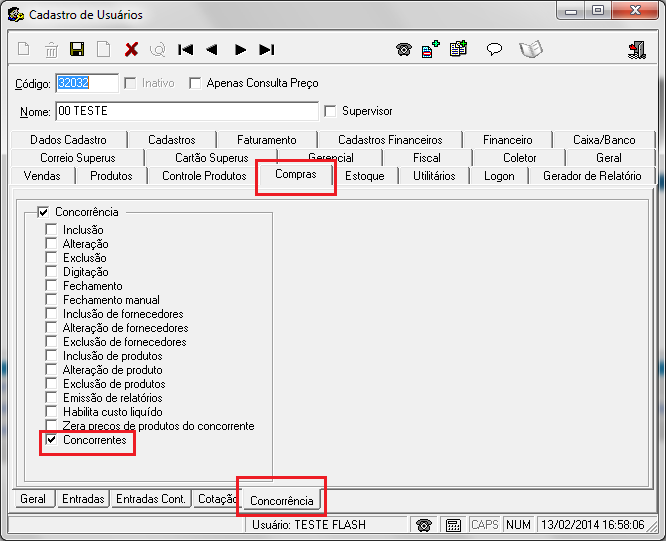 Cadastro de Usuários
Código: 32032 Inativo Apenas Consulta Preço
Nome: 00 TESTE Supervisor
Dados Cadastro Cadastros Faturamento Cadastros Financeiros Financeiro Caixa/Banco
Correio Superus Cartão Superus Gerencial Fiscal Coletor Geral
Vendas Produtos Controle Produtos Compras Estoque Utilitários Logon Gerador de Relatório
Concorrência
Inclusão
Alteração
Exclusão
Digitação
Fechamento
Fechamento manual
Inclusão de fornecedores
Alteração de fornecedores
Exclusão de fornecedores
Inclusão de produtos
Alteração de produto
Exclusão de produtos
Emissão de relatórios
Habilita custo liquído
Zera preços de produtos do concorrente
Concorrentes
Geral Entradas Entradas Cont. Cotação Concorrência
Usuário: TESTE FLASH CAPS NUM 13/02/2014 16:58:06